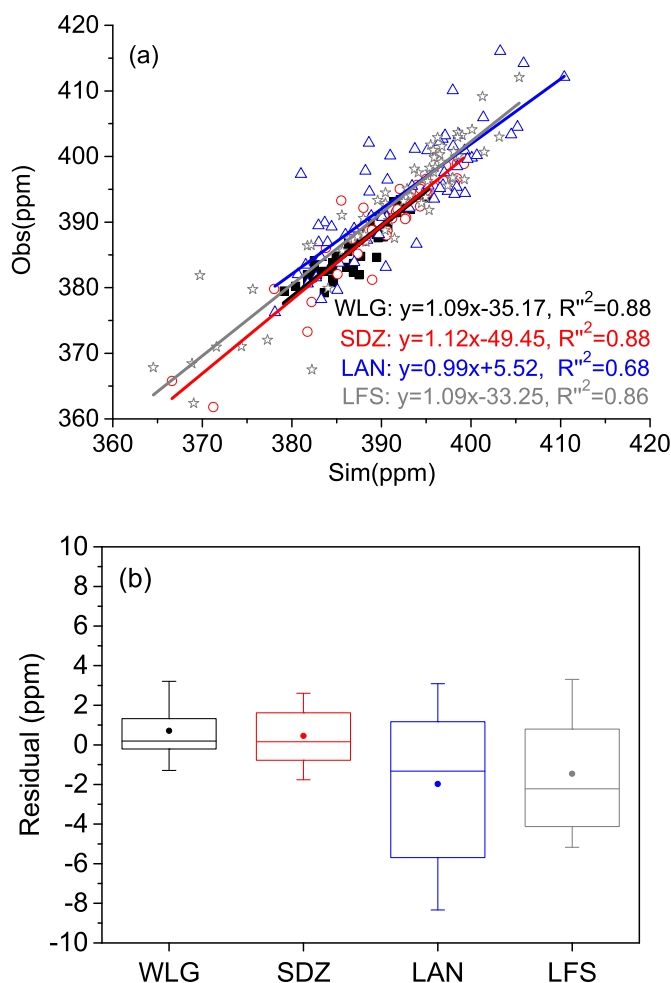 420
410
400
390
380
370
360
Obs(ppm)
(a)
WLG: y=1.09x-35.17, R"²=0.88
SDZ: y=1.12x-49.45, R"²=0.88
LAN: y=0.99x+5.52, R"²=0.68
LFS: y=1.09x-33.25, R"²=0.86
360 370 380 390 400 410 420
Sim(ppm)
10
8
6
4
2
0
-2
-4
-6
-8
-10
Residual (ppm)
(b)
WLG SDZ LAN LFS